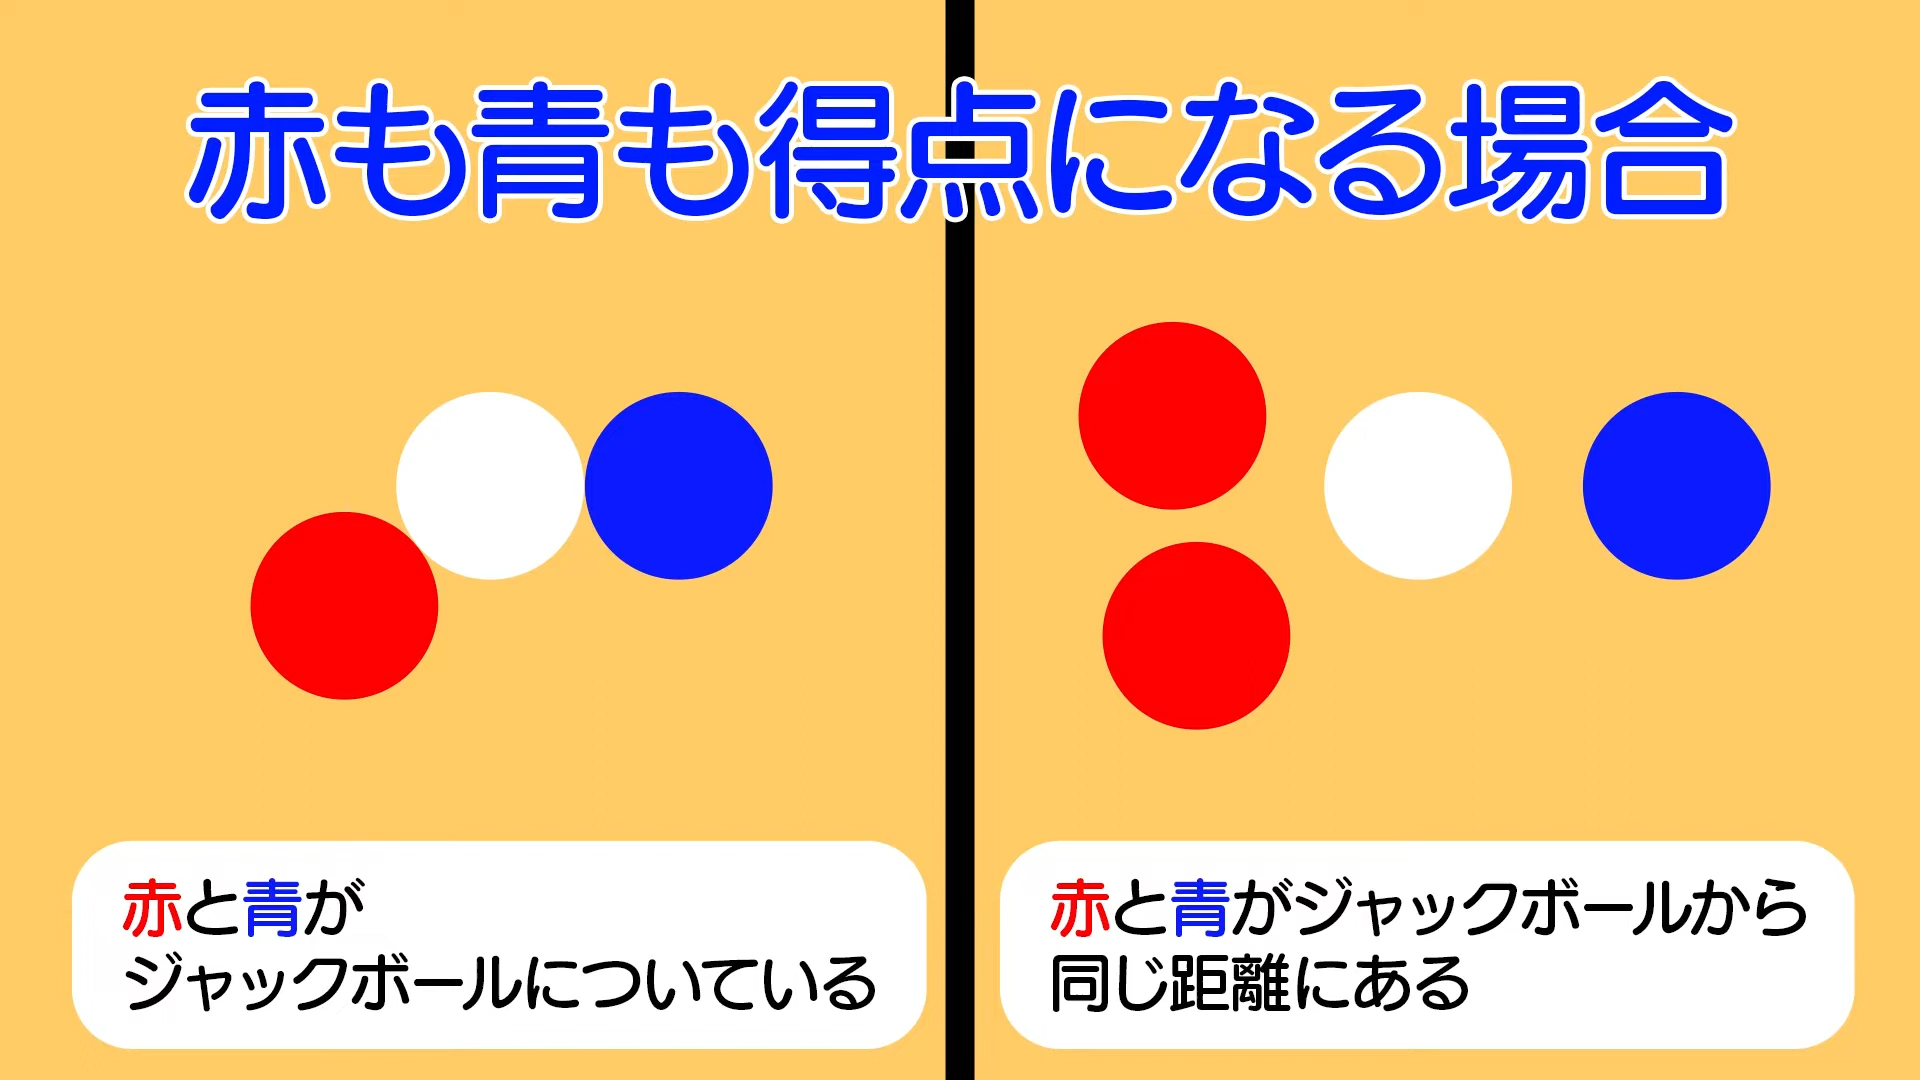 赤も青も得点になる場合
赤と青が
ジャックボールについている
赤と青がジャックボールから
同じ距離にある